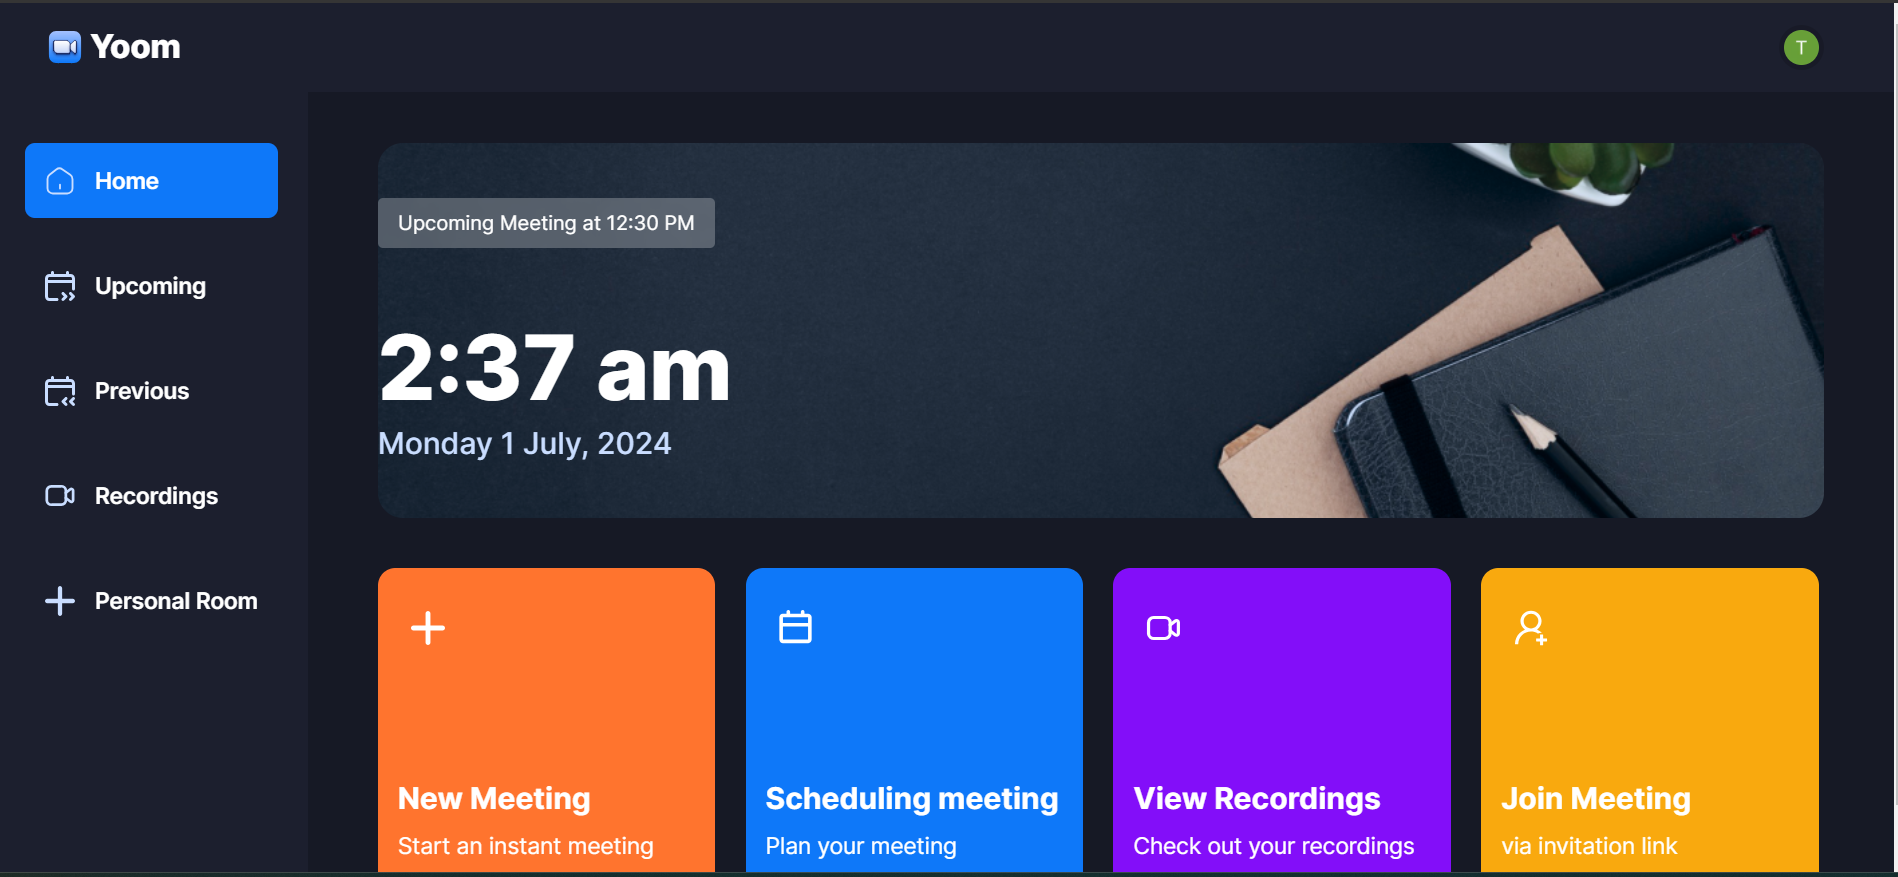 Yoom
T
Home
Upcoming
Previous
Recordings
Personal Room
Upcoming Meeting at 12:30 PM
2:37 am
Monday 1 July, 2024
New Meeting
Start an instant meeting
Scheduling meeting
Plan your meeting
View Recordings
Check out your recordings
Join Meeting
via invitation link